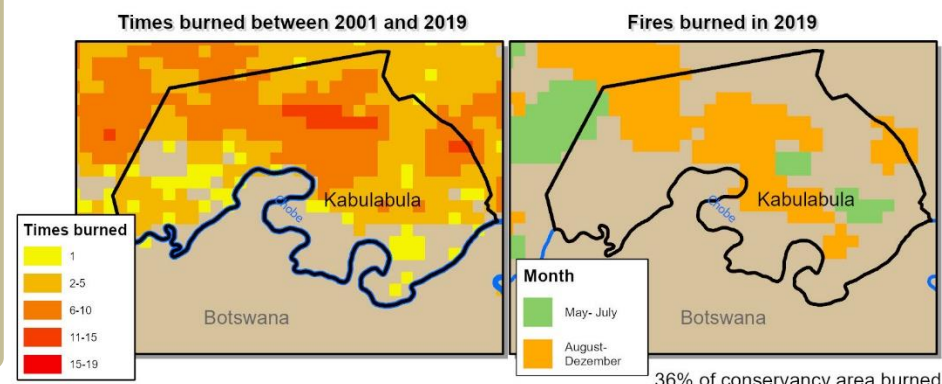 Times burned between 2001 and 2019
Kabulabula
Chobe
Botswana
Times burned
1
2-5
6-10
11-15
15-19
Fires burned in 2019
Kabulabula
Chobe
Botswana
Month
May- July
August-
Dezember
36% of conservancy area burned